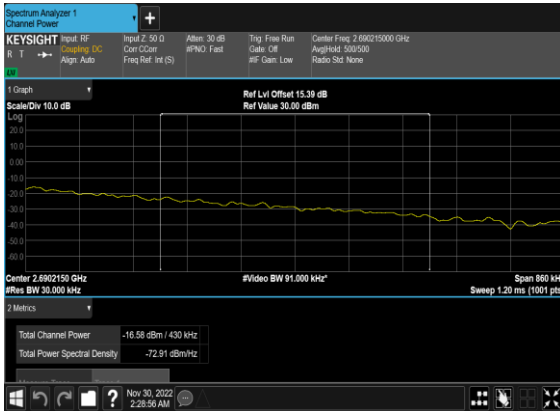 Spectrum Analyzer 1
Channel Power
+
KEYSIGHT Input: RF Input Z: 50 Ω Atten: 30 dB Trig: Free Run Center Freq: 2.690215000 GHz
R T Coupling: DC Corr CCorr #PNO: Fast Gate: Off Avg|Hold: 500/500
Align: Auto Freq Ref: Int (S) #IF Gain: Low Radio Std: None
1 Graph
Ref Lvl Offset 15.39 dB
Scale/Div 10.0 dB Ref Value 30.00 dBm
Log
20.0
10.0
0.00
-10.0
-20.0
-30.0
-40.0
-50.0
-60.0
Center 2.6902150 GHz #Video BW 91.000 kHz* Span 860 kH
#Res BW 30.000 kHz Sweep 1.20 ms (1001 pts
2 Metrics
Total Channel Power -16.58 dBm / 430 kHz
Total Power Spectral Density -72.91 dBm/Hz
Nov 30, 2022
2:28:56 AM
?